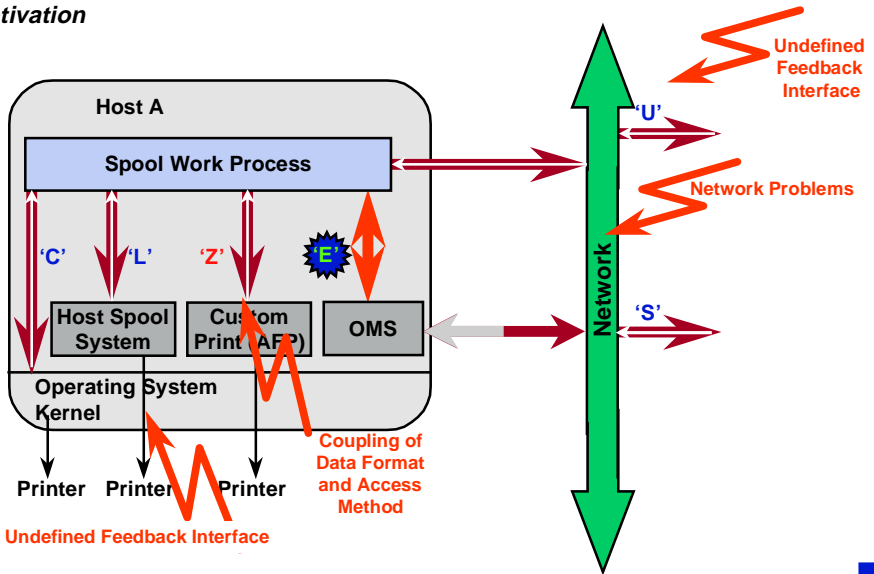 tivation
Undefined
Feedback
Interface
Host A
‘U’
Spool Work Process
Network Problems
‘C’
‘L’
‘Z’
‘E’
Network
Host Spool
System
Custom
Print (AFP)
OMS
‘S’
Operating System
Kernel
Coupling of
Data Format
and Access
Method
Printer
Printer
Printer
Undefined Feedback Interface